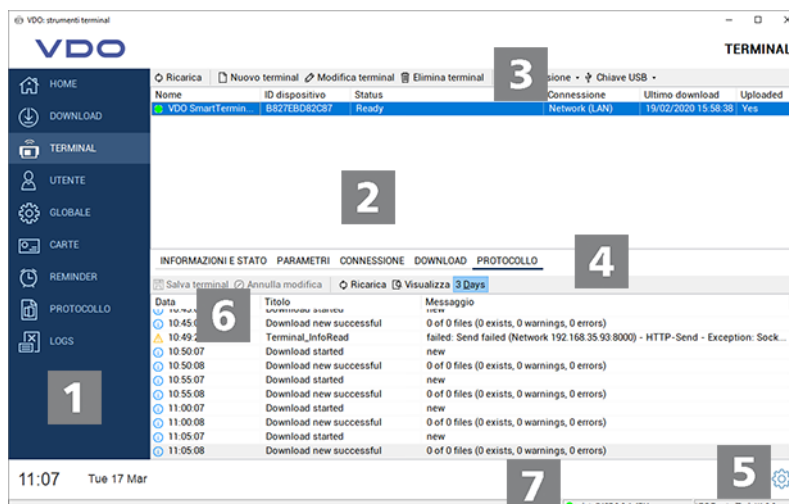 VDO: strumenti terminal
VDO
TERMINAL
HOME
DOWNLOAD
TERMINAL
UTENTE
GLOBALE
CARTE
REMINDER
PROTOCOLLO
LOGS
1
Ricarica Nuovo terminal Modifica terminal Elimina terminal 3 Chiave USB
Nome ID dispositivo Status Connessione Ultimo download Uploaded
VDO SmartTermin... B827EBD82C87 Ready Network (LAN) 19/02/2020 15:58:38 Yes
2
INFORMAZIONI E STATO PARAMETRI CONNESSIONE DOWNLOAD PROTOCOLLO
4
Salva terminal Annulla modifica Ricarica Visualizza 3 Days
Data Titolo Messaggio
6
Download started new
Download new successful 0 of 0 files (0 exists, 0 warnings, 0 errors)
Terminal_InfoRead failed: Send failed (Network 192.168.35.93:8000) - HTTP-Send - Exception: Sock...
10:50:07 Download started new
10:50:08 Download new successful 0 of 0 files (0 exists, 0 warnings, 0 errors)
10:55:07 Download started new
10:55:08 Download new successful 0 of 0 files (0 exists, 0 warnings, 0 errors)
11:00:07 Download started new
11:00:08 Download new successful 0 of 0 files (0 exists, 0 warnings, 0 errors)
11:05:07 Download started new
11:05:08 Download new successful 0 of 0 files (0 exists, 0 warnings, 0 errors)
11:07 Tue 17 Mar
7
5